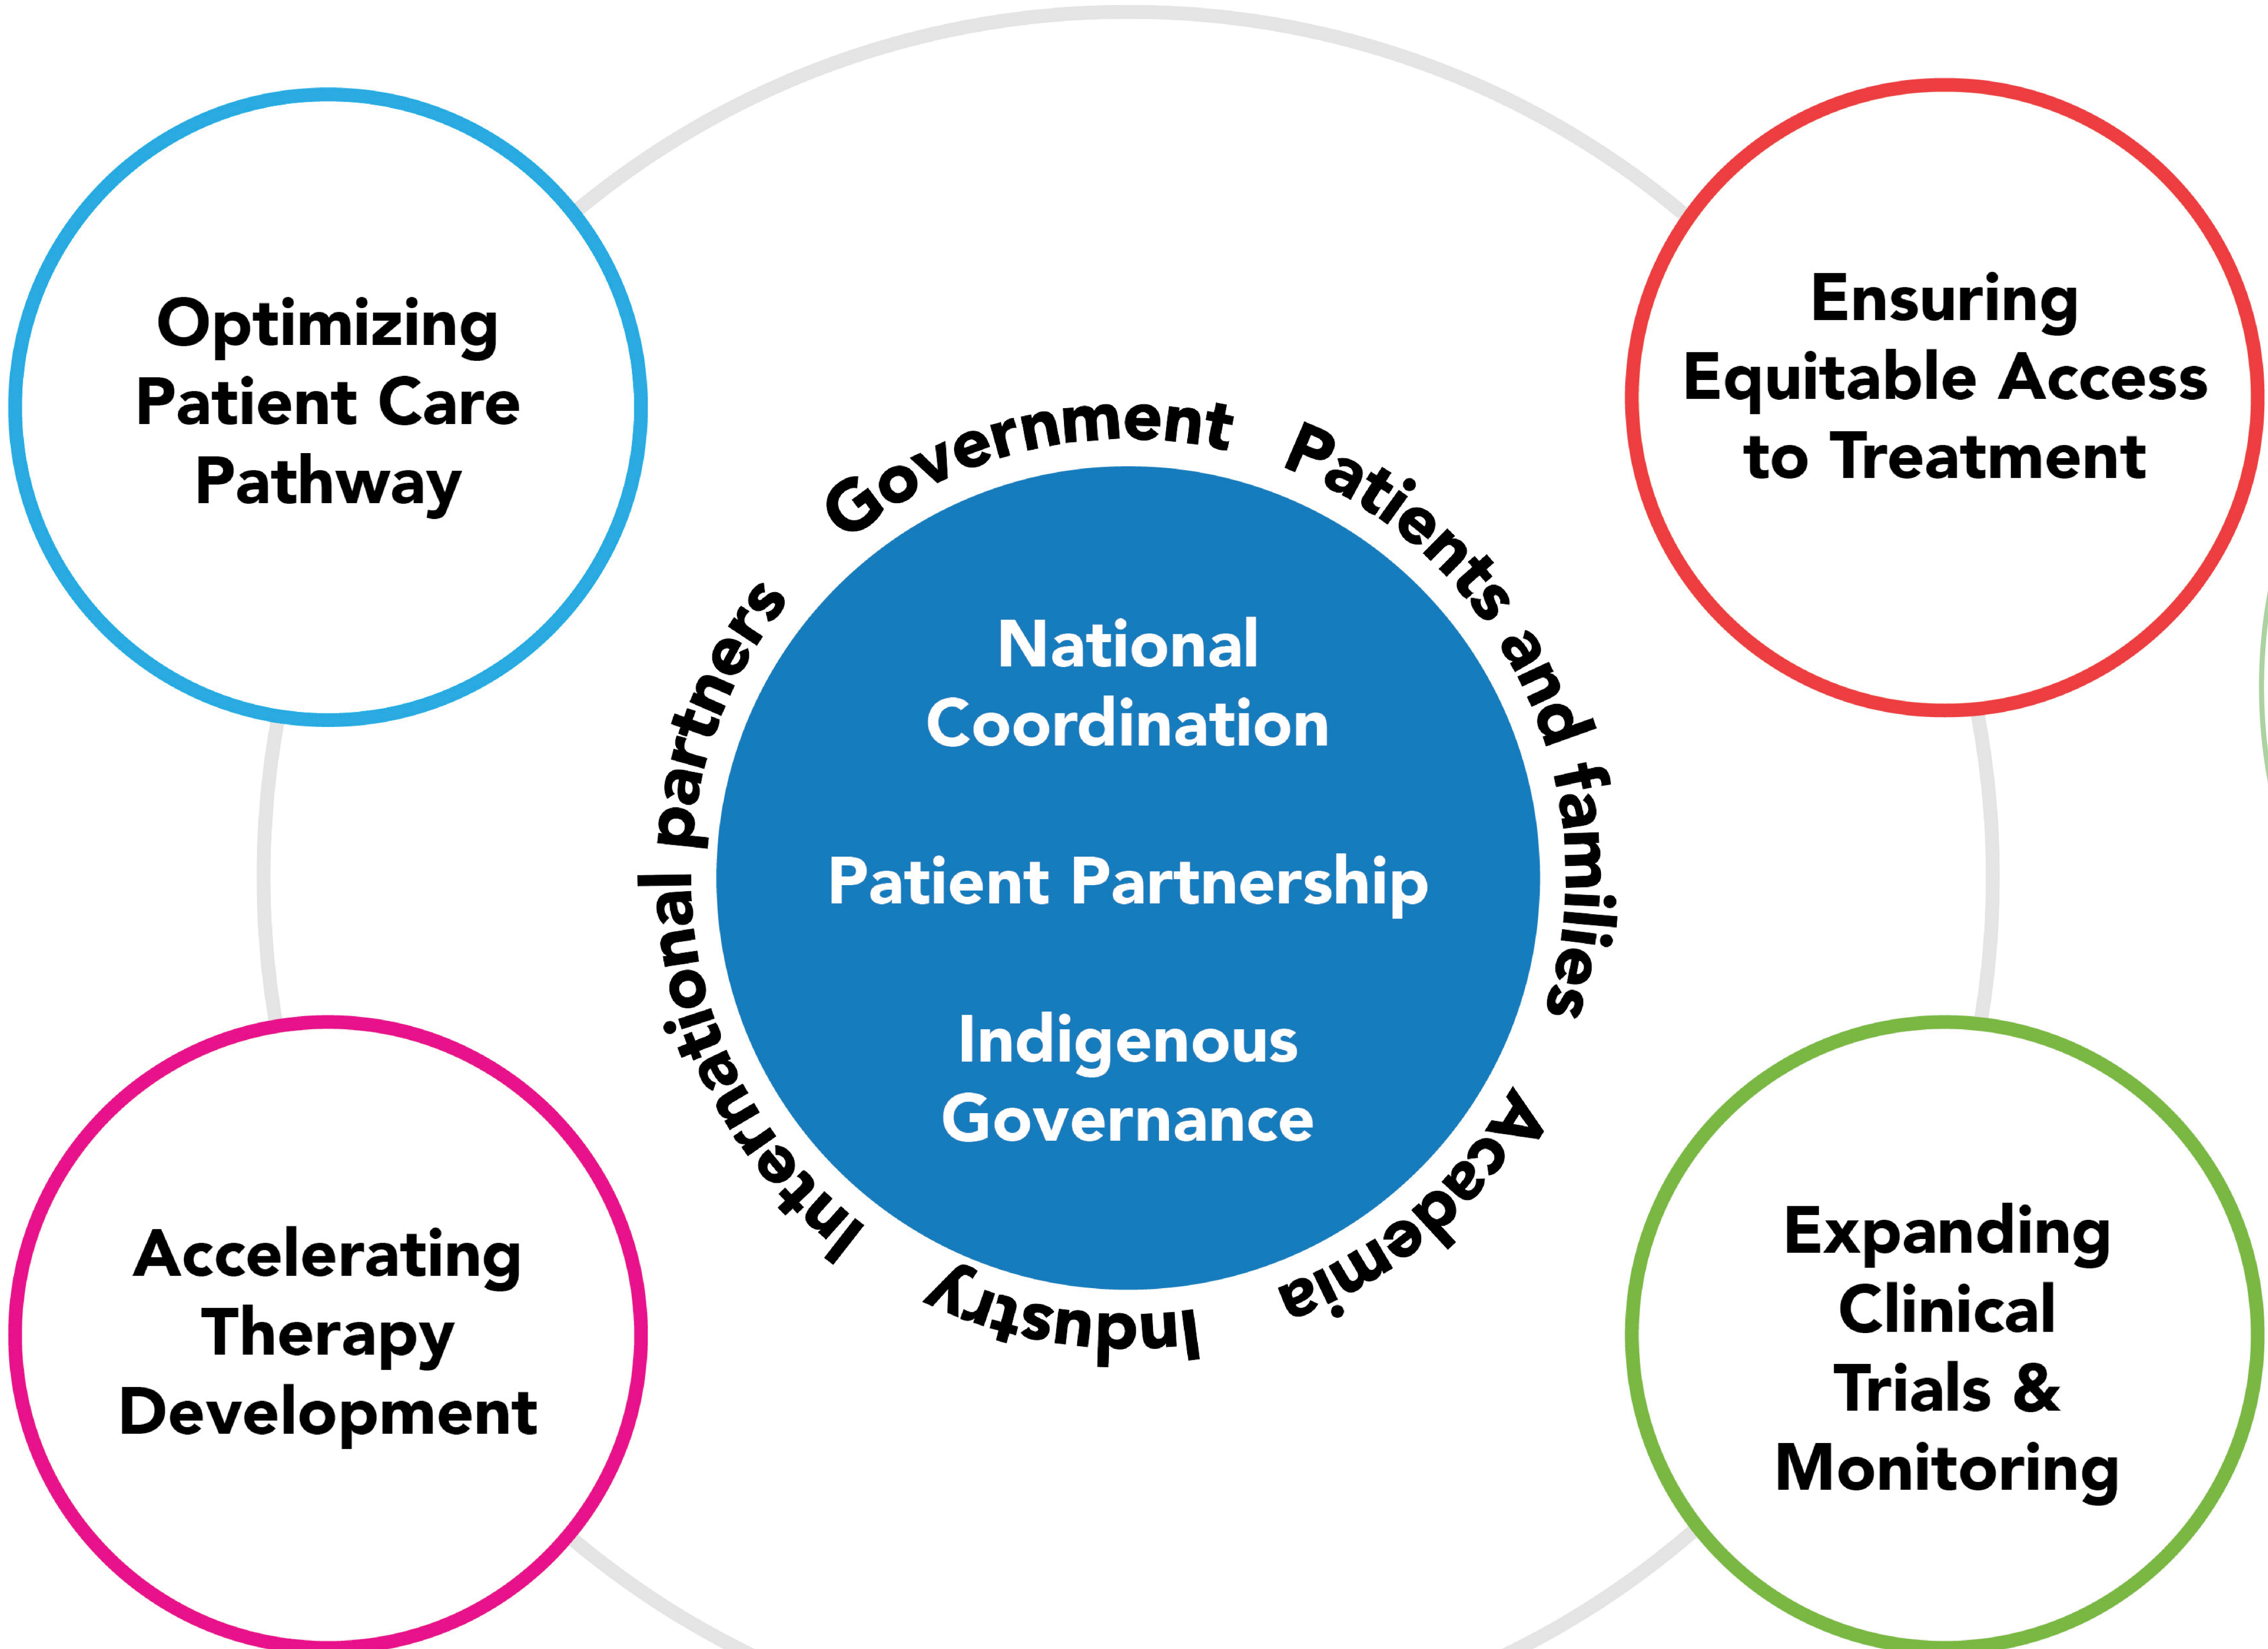 Optimizing
Patient Care
Pathway
Ensuring
Equitable Access
to Treatment
Government
Patients and families
Academia
Industry
International partners
National
Coordination
Patient Partnership
Indigenous
Governance
Accelerating
Therapy
Development
Expanding
Clinical
Trials &
Monitoring